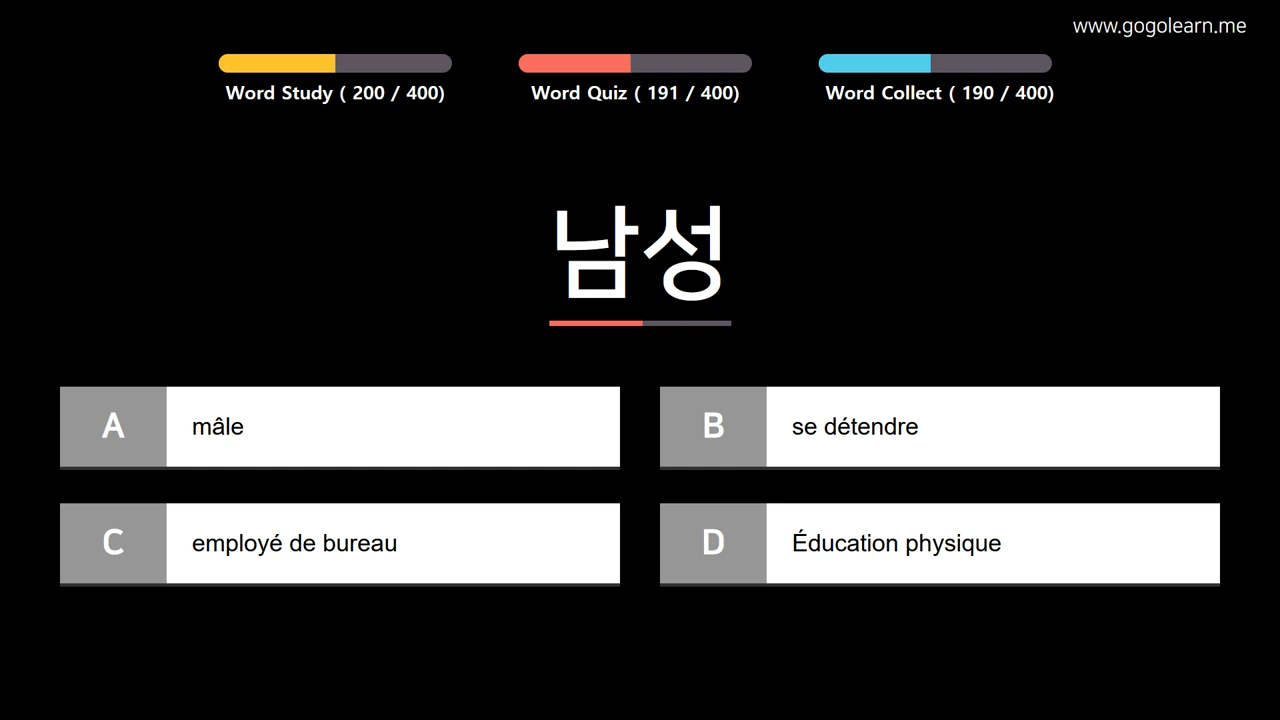 www.gogolearn.me
Word Study ( 200 / 400)
Word Quiz ( 191 / 400)
Word Collect ( 190 / 400)
남성
A mâle
B se détendre
C employé de bureau
D Éducation physique